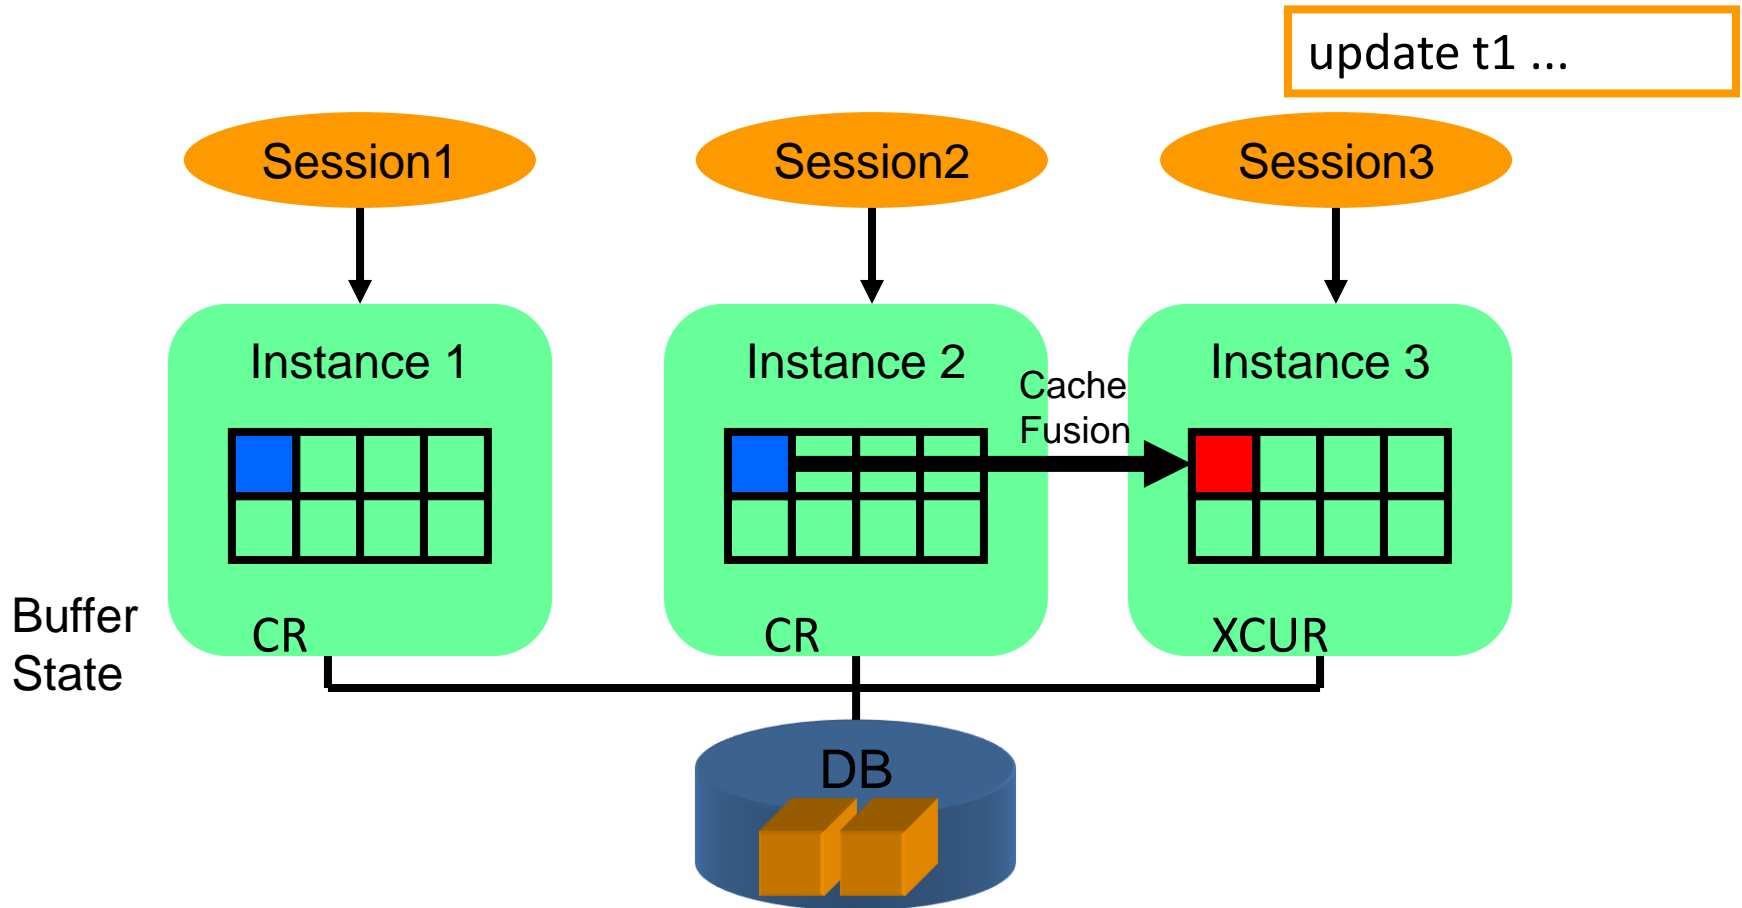 update t1 ...
Session1
Session2
Session3
Instance 1
Instance 2
Instance 3
Cache
Fusion
Buffer
State
CR
CR
XCUR
DB